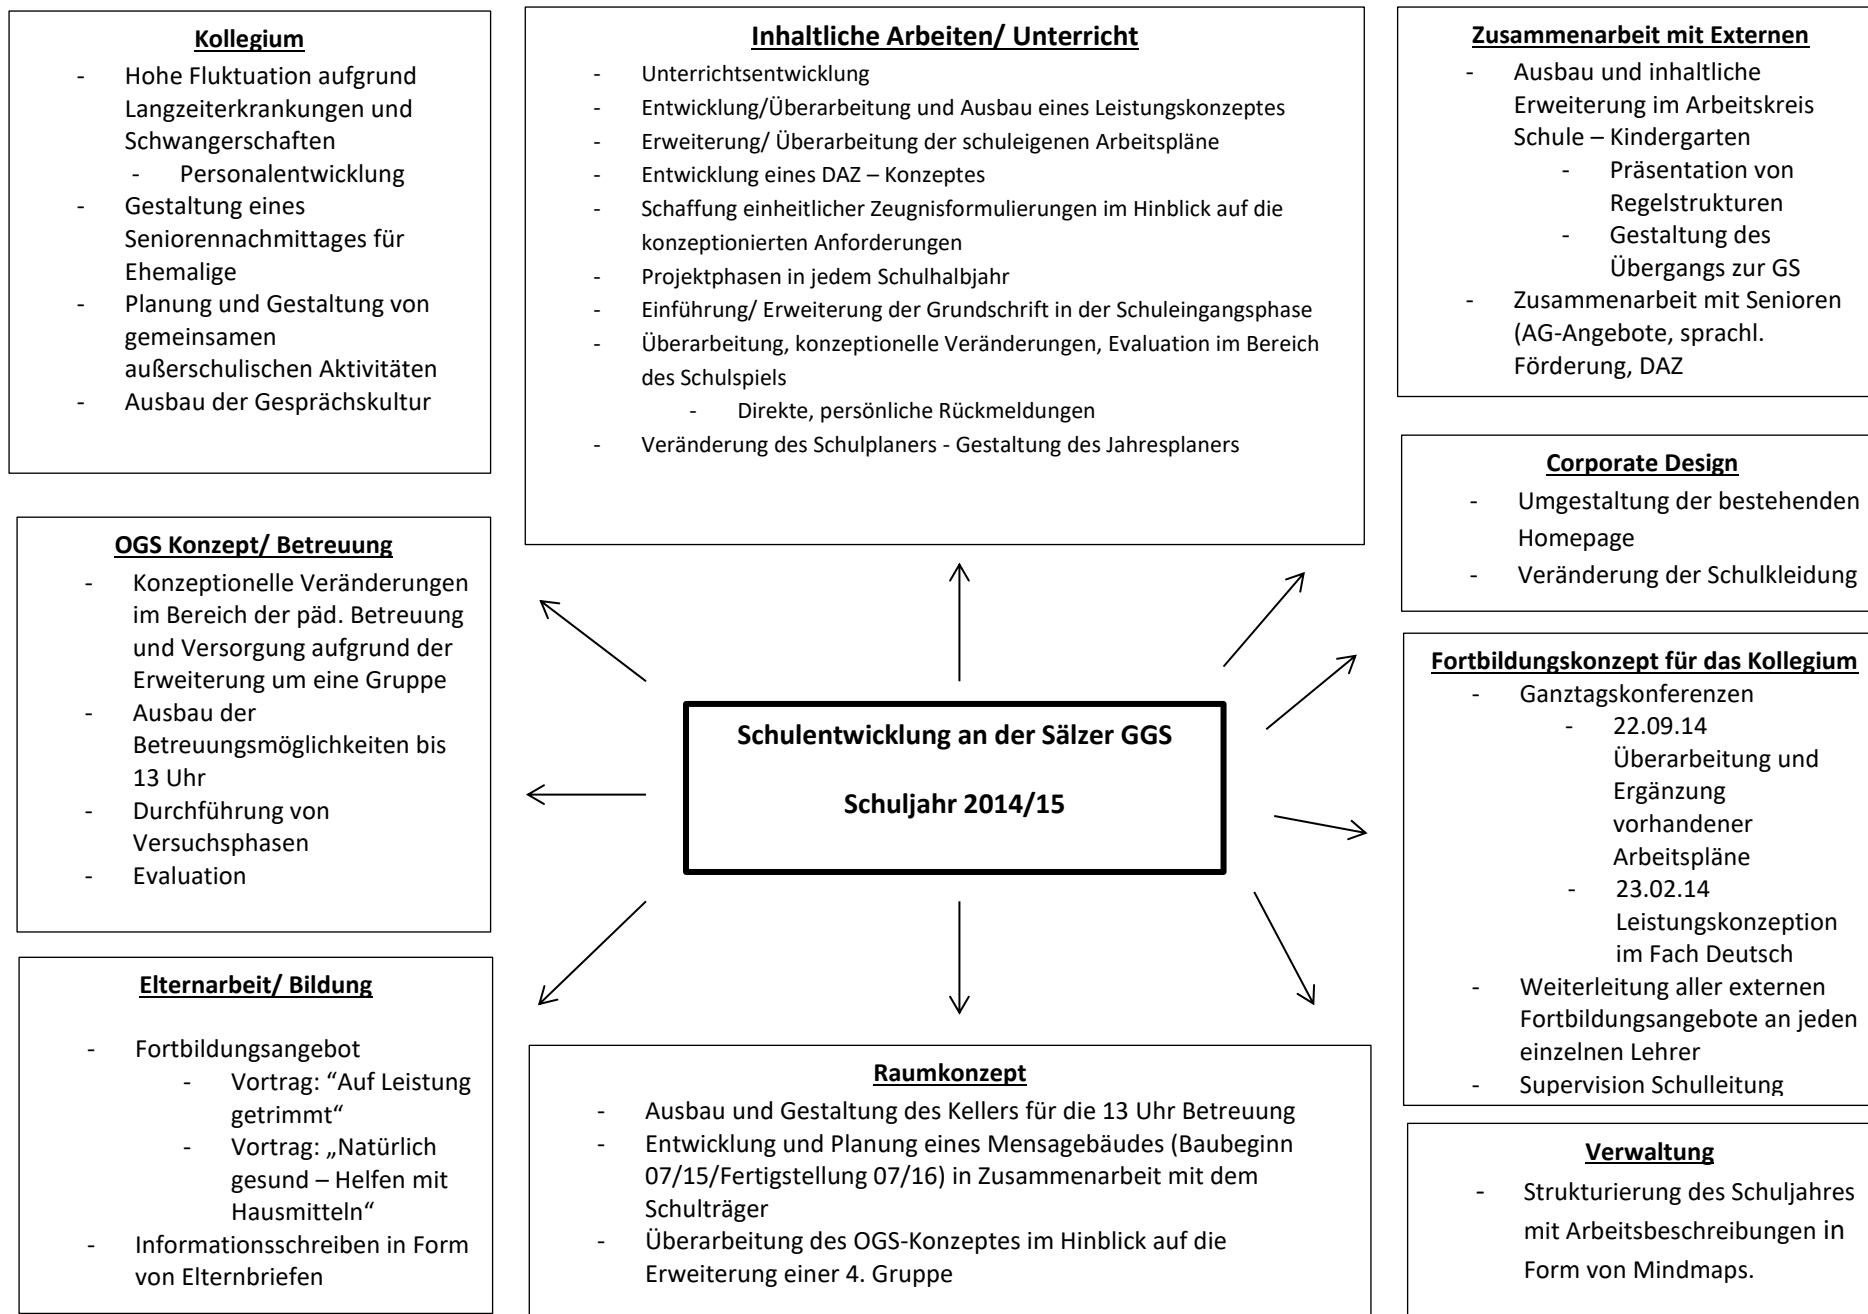 Kollegium
- Hohe Fluktuation aufgrund
Langzeiterkrankungen und
Schwangerschaften
- Personalentwicklung
- Gestaltung eines
Seniorennachmittages für
Ehemalige
- Planung und Gestaltung von
gemeinsamen
außerschulischen Aktivitäten
- Ausbau der Gesprächskultur
Inhaltliche Arbeiten/ Unterricht
- Unterrichtsentwicklung
- Entwicklung/Überarbeitung und Ausbau eines Leistungskonzeptes
- Erweiterung/ Überarbeitung der schuleigenen Arbeitspläne
- Entwicklung eines DAZ – Konzeptes
- Schaffung einheitlicher Zeugnisformulierungen im Hinblick auf die
konzeptionierten Anforderungen
- Projektphasen in jedem Schulhalbjahr
- Einführung/ Erweiterung der Grundschrift in der Schuleingangsphase
- Überarbeitung, konzeptionelle Veränderungen, Evaluation im Bereich
des Schulspiels
- Direkte, persönliche Rückmeldungen
- Veränderung des Schulplaners - Gestaltung des Jahresplaners
Zusammenarbeit mit Externen
- Ausbau und inhaltliche
Erweiterung im Arbeitskreis
Schule – Kindergarten
- Präsentation von
Regelstrukturen
- Gestaltung des
Übergangs zur GS
- Zusammenarbeit mit Senioren
(AG-Angebote, sprachl.
Förderung, DAZ
Corporate Design
- Umgestaltung der bestehenden
Homepage
- Veränderung der Schulkleidung
OGS Konzept/ Betreuung
- Konzeptionelle Veränderungen
im Bereich der päd. Betreuung
und Versorgung aufgrund der
Erweiterung um eine Gruppe
- Ausbau der
Betreuungsmöglichkeiten bis
13 Uhr
- Durchführung von
Versuchsphasen
- Evaluation
Schulentwicklung an der Sälzer GGS
Schuljahr 2014/15
Fortbildungskonzept für das Kollegium
- Ganztagskonferenzen
- 22.09.14
Überarbeitung und
Ergänzung
vorhandener
Arbeitspläne
- 23.02.14
Leistungskonzeption
im Fach Deutsch
- Weiterleitung aller externen
Fortbildungsangebote an jeden
einzelnen Lehrer
- Supervision Schulleitung
Elternarbeit/ Bildung
- Fortbildungsangebot
- Vortrag: “Auf Leistung
getrimmt“
- Vortrag: „Natürlich
gesund – Helfen mit
Hausmitteln“
- Informationsschreiben in Form
von Elternbriefen
Raumkonzept
- Ausbau und Gestaltung des Kellers für die 13 Uhr Betreuung
- Entwicklung und Planung eines Mensagebäudes (Baubeginn
07/15/Fertigstellung 07/16) in Zusammenarbeit mit dem
Schulträger
- Überarbeitung des OGS-Konzeptes im Hinblick auf die
Erweiterung einer 4. Gruppe
Verwaltung
- Strukturierung des Schuljahres
mit Arbeitsbeschreibungen in
Form von Mindmaps.